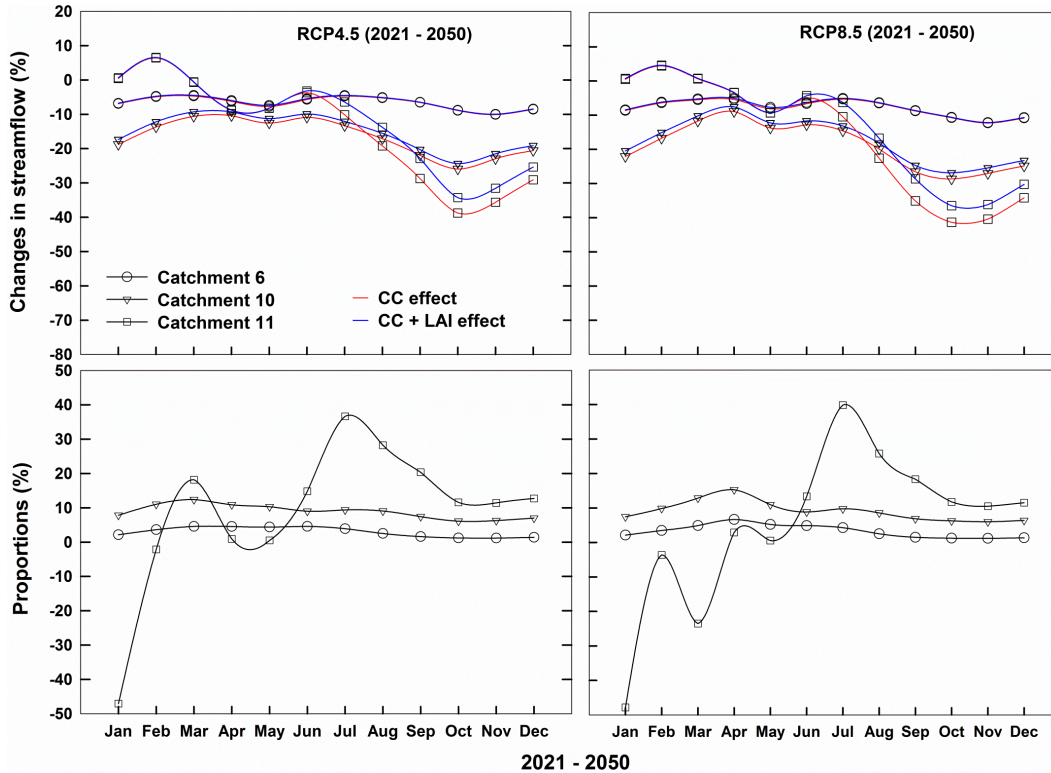 RCP4.5 (2021 - 2050)
RCP8.5 (2021 - 2050)
Changes in streamflow (%)
20
10
0
-10
-20
-30
-40
-50
-60
-70
-80
Catchment 6
Catchment 10
Catchment 11
CC effect
CC + LAI effect
Proportions (%)
50
40
30
20
10
0
-10
-20
-30
-40
-50
Jan Feb Mar Apr May Jun Jul Aug Sep Oct Nov Dec
Jan Feb Mar Apr May Jun Jul Aug Sep Oct Nov Dec
2021 - 2050